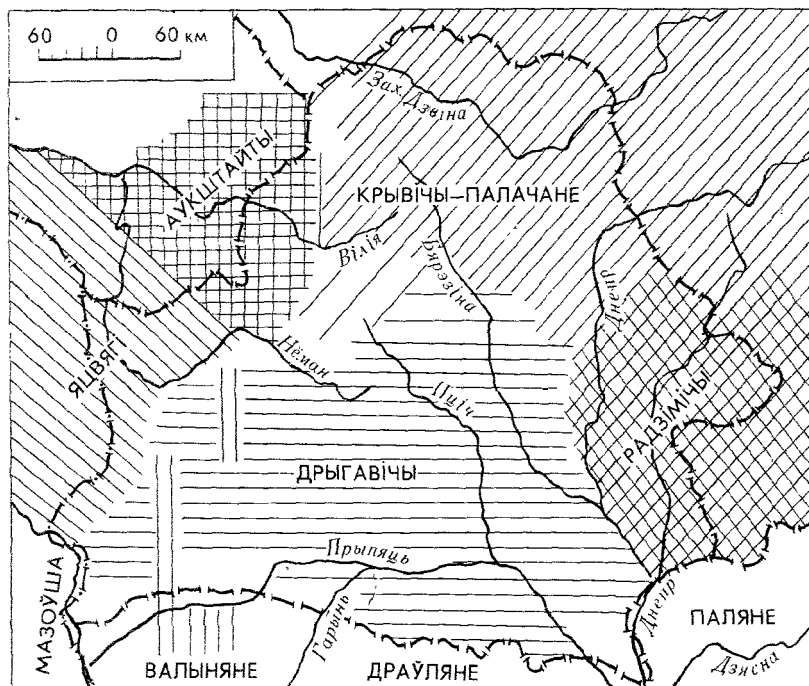 60 0 60 км
Зах. Дзвіна
АУКШТАЙТЫ
КРЫВІЧЫ—ПАЛАЧАНЕ
Вілія
Бярэзіна
Днепр
ЯЦВЯГІ
Нёман
Пціч
РАДЗІМІЧЫ
ДРЫГАВІЧЫ
Прыпяць
МАЗОЎША
Гарынь
Днепр
ПАЛЯНЕ
ВАЛЫНЯНЕ
ДРАЎЛЯНЕ
Дзясна